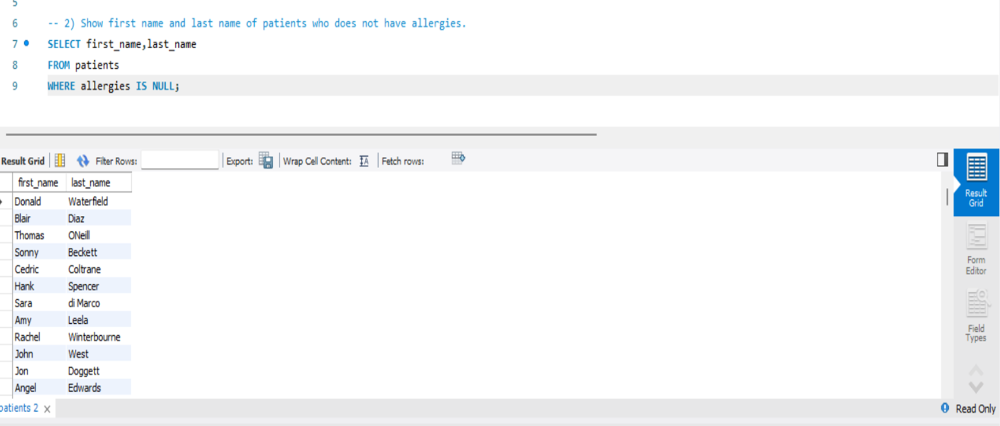 5
6 -- 2) Show first name and last name of patients who does not have allergies.
7 SELECT first_name,last_name
8 FROM patients
9 WHERE allergies IS NULL;
Result Grid Filter Rows: Export: Wrap Cell Content: Fetch rows:
first_name last_name
Donald Waterfield
Blair Diaz
Thomas ONeill
Sonny Beckett
Cedric Coltrane
Hank Spencer
Sara di Marco
Amy Leela
Rachel Winterbourne
John West
Jon Doggett
Angel Edwards
Result
Grid
Form
Editor
Field
Types
patients 2 x
Read Only